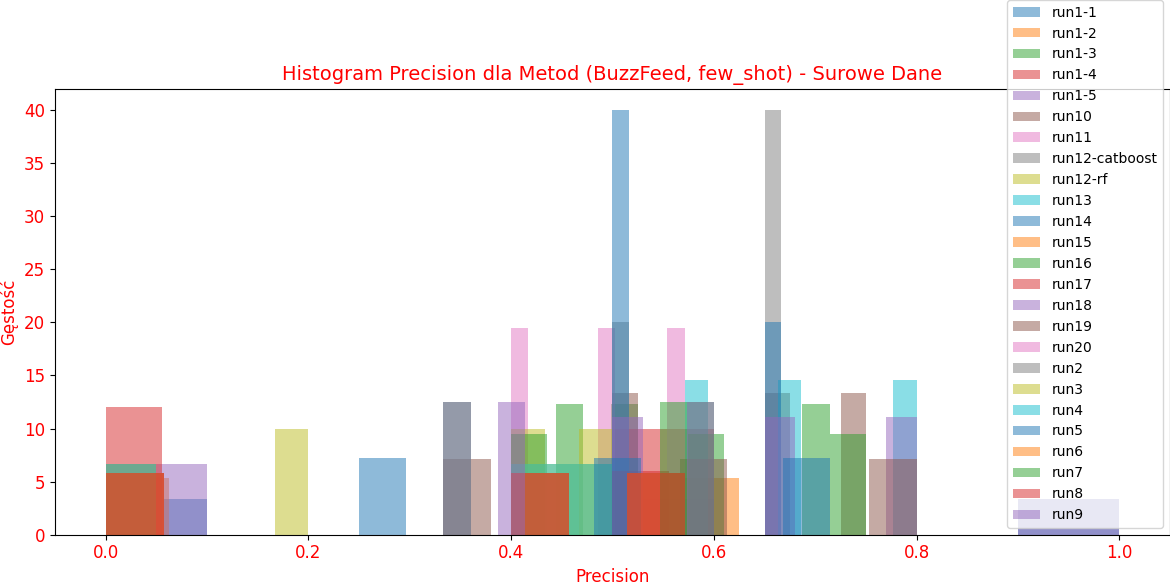 Histogram Precision dla Metod (BuzzFeed, few_shot) - Surowe Dane
Gęstość
40
35
30
25
20
15
10
5
0
0.0 0.2 0.4 0.6 0.8 1.0
Precision
run1-1
run1-2
run1-3
run1-4
run1-5
run10
run11
run12-catboost
run12-rf
run13
run14
run15
run16
run17
run18
run19
run20
run2
run3
run4
run5
run6
run7
run8
run9